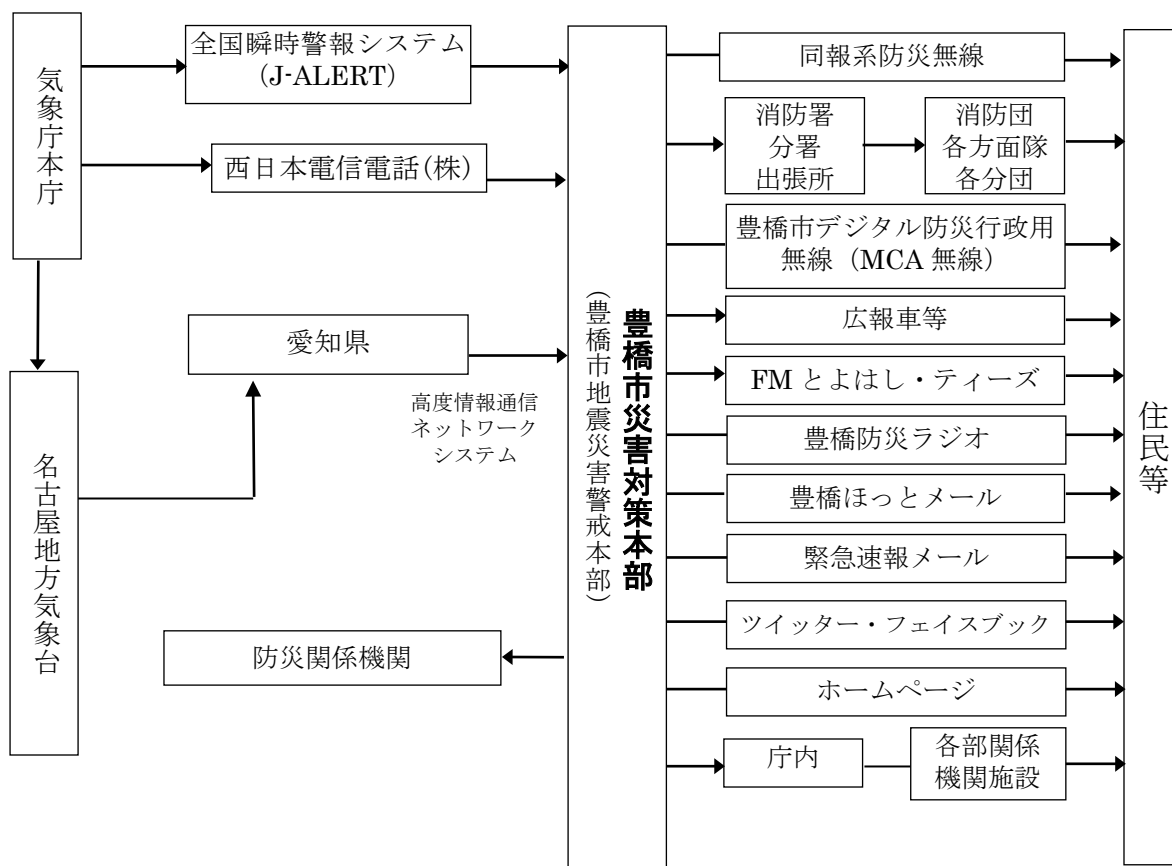 気象庁本庁
全国瞬時警報システム
(J-ALERT)
西日本電信電話(株)
愛知県
高度情報通信
ネットワーク
システム
名古屋地方気象台
防災関係機関
豊橋市災害対策本部
(豊橋市地震災害警戒本部)
同報系防災無線
消防署
分署
出張所
消防団
各方面隊
各分団
豊橋市デジタル防災行政用
無線（MCA 無線）
広報車等
FM とよはし・ティーズ
豊橋防災ラジオ
豊橋ほっとメール
緊急速報メール
ツイッター・フェイスブック
ホームページ
庁内
各部関係
機関施設
住民等